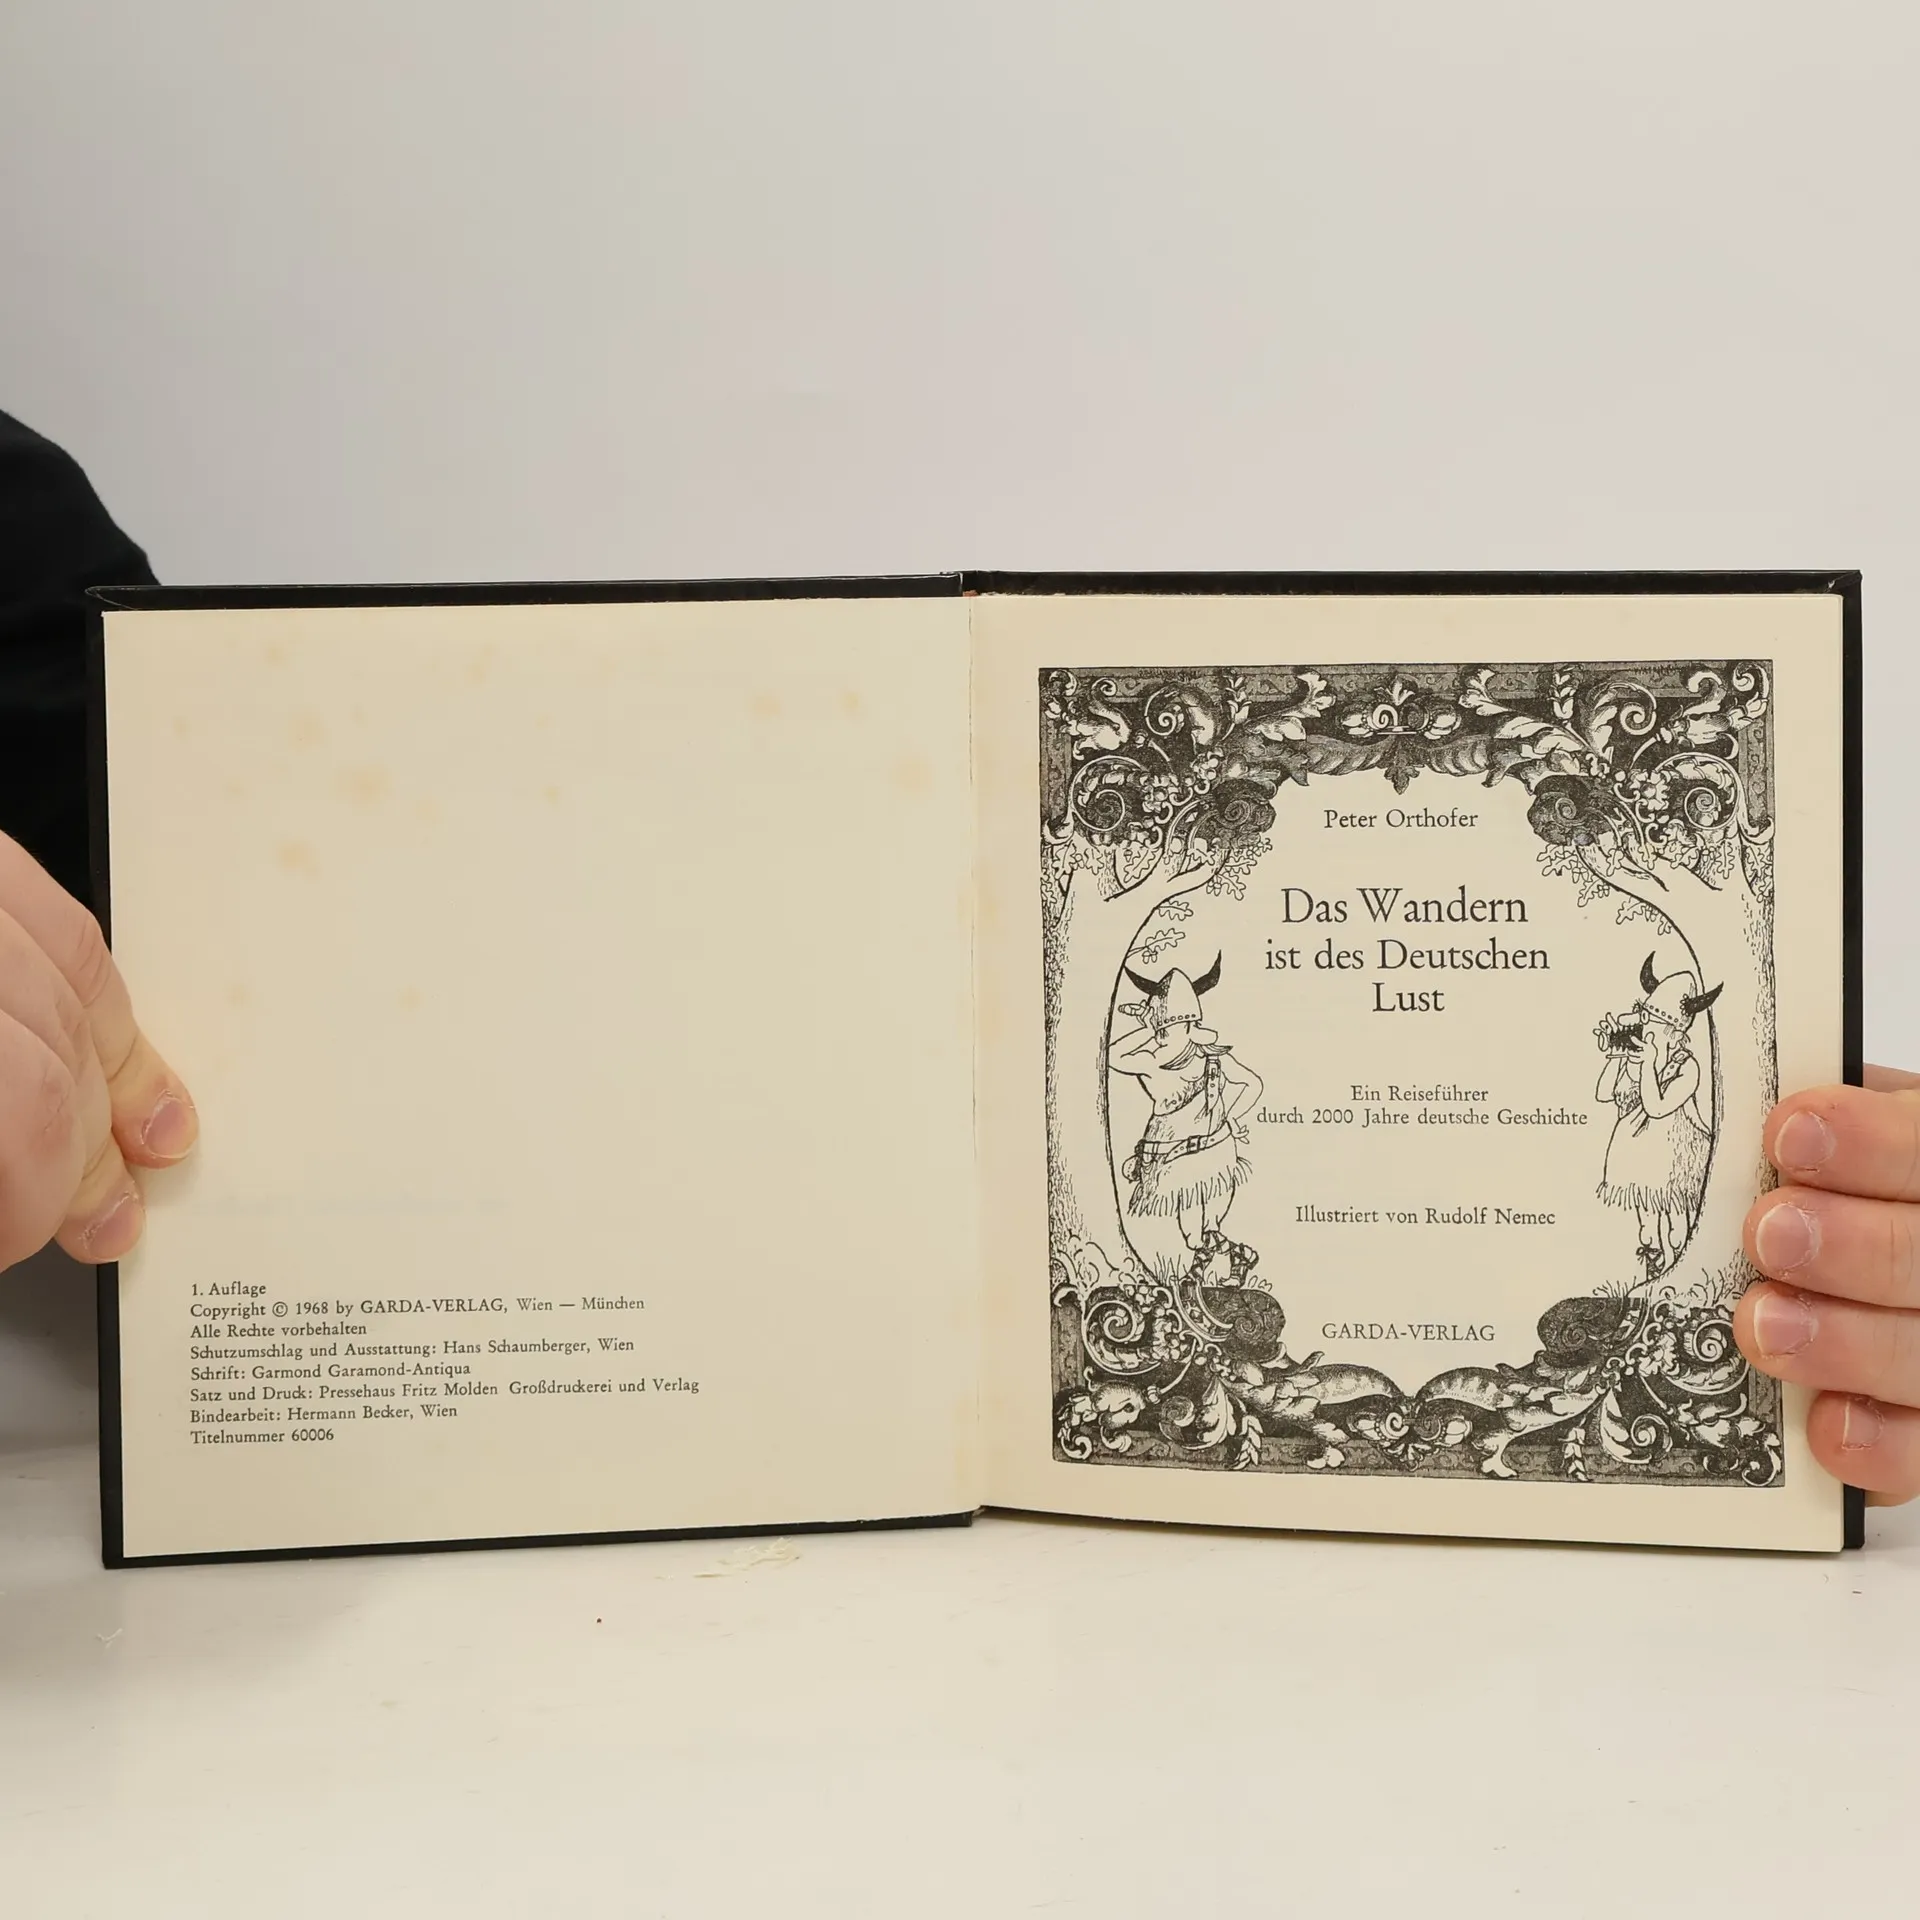 1. Auflage
Copyright © 1968 by GARDA-VERLAG, Wien — München
Alle Rechte vorbehalten
Schutzumschlag und Ausstattung: Hans Schaumberger, Wien
Schrift: Garmond Garamond-Antiqua
Satz und Druck: Pressehaus Fritz Molden Großdruckerei und Verlag
Bindearbeit: Hermann Becker, Wien
Titelnummer 60006
Peter Orthofer
Das Wandern
ist des Deutschen
Lust
Ein Reiseführer
durch 2000 Jahre deutsche Geschichte
Illustriert von Rudolf Nemec
GARDA-VERLAG